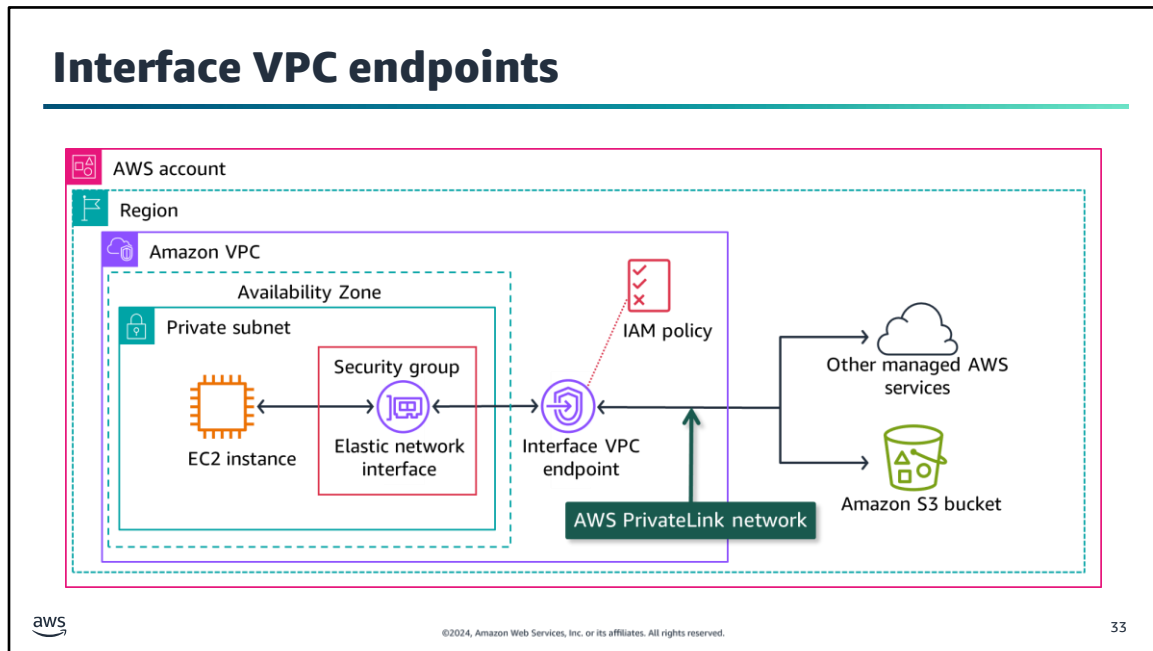 Interface VPC endpoints
AWS account
Region
Amazon VPC
Availability Zone
Private subnet
IAM policy
Security group
Other managed AWS
services
EC2 instance
Elastic network
interface
Interface VPC
endpoint
Amazon S3 bucket
AWS PrivateLink network
aws
©2024, Amazon Web Services, Inc. or its affiliates. All rights reserved.
33